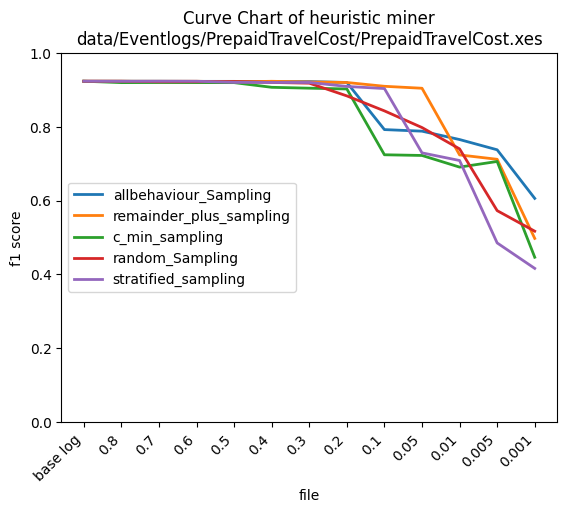 Curve Chart of heuristic miner
data/Eventlogs/PrepaidTravelCost/PrepaidTravelCost.xes
1.0
0.8
0.6
0.4
0.2
0.0
f1 score
allbehaviour_Sampling
remainder_plus_sampling
c_min_sampling
random_Sampling
stratified_sampling
base log
0.8
0.7
0.6
0.5
0.4
0.3
0.2
0.1
0.05
0.01
0.005
0.001
file